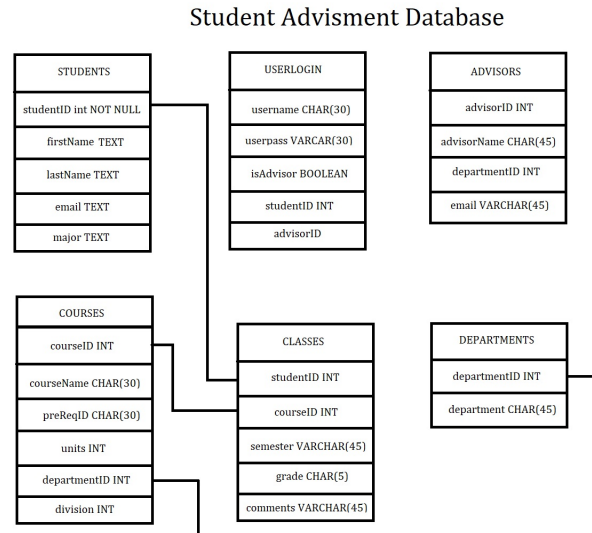 Student Advisment Database
STUDENTS
studentID int NOT NULL
firstName TEXT
lastName TEXT
email TEXT
major TEXT
USERLOGIN
username CHAR(30)
userpass VARCAR(30)
isAdvisor BOOLEAN
studentID INT
advisorID
ADVISORS
advisorID INT
advisorName CHAR(45)
departmentID INT
email VARCHAR(45)
COURSES
courseID INT
courseName CHAR(30)
preReqID CHAR(30)
units INT
departmentID INT
division INT
CLASSES
studentID INT
courseID INT
semester VARCHAR(45)
grade CHAR(5)
comments VARCHAR(45)
DEPARTMENTS
departmentID INT
department CHAR(45)